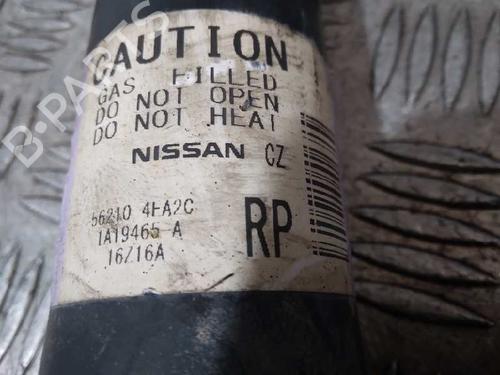 CAUTION
GAS FILLED
DO NOT OPEN
DO NOT HEAT
NISSAN CZ
56210 4EA2C
1A19465 A
16Z16A
RP
B-PARTS